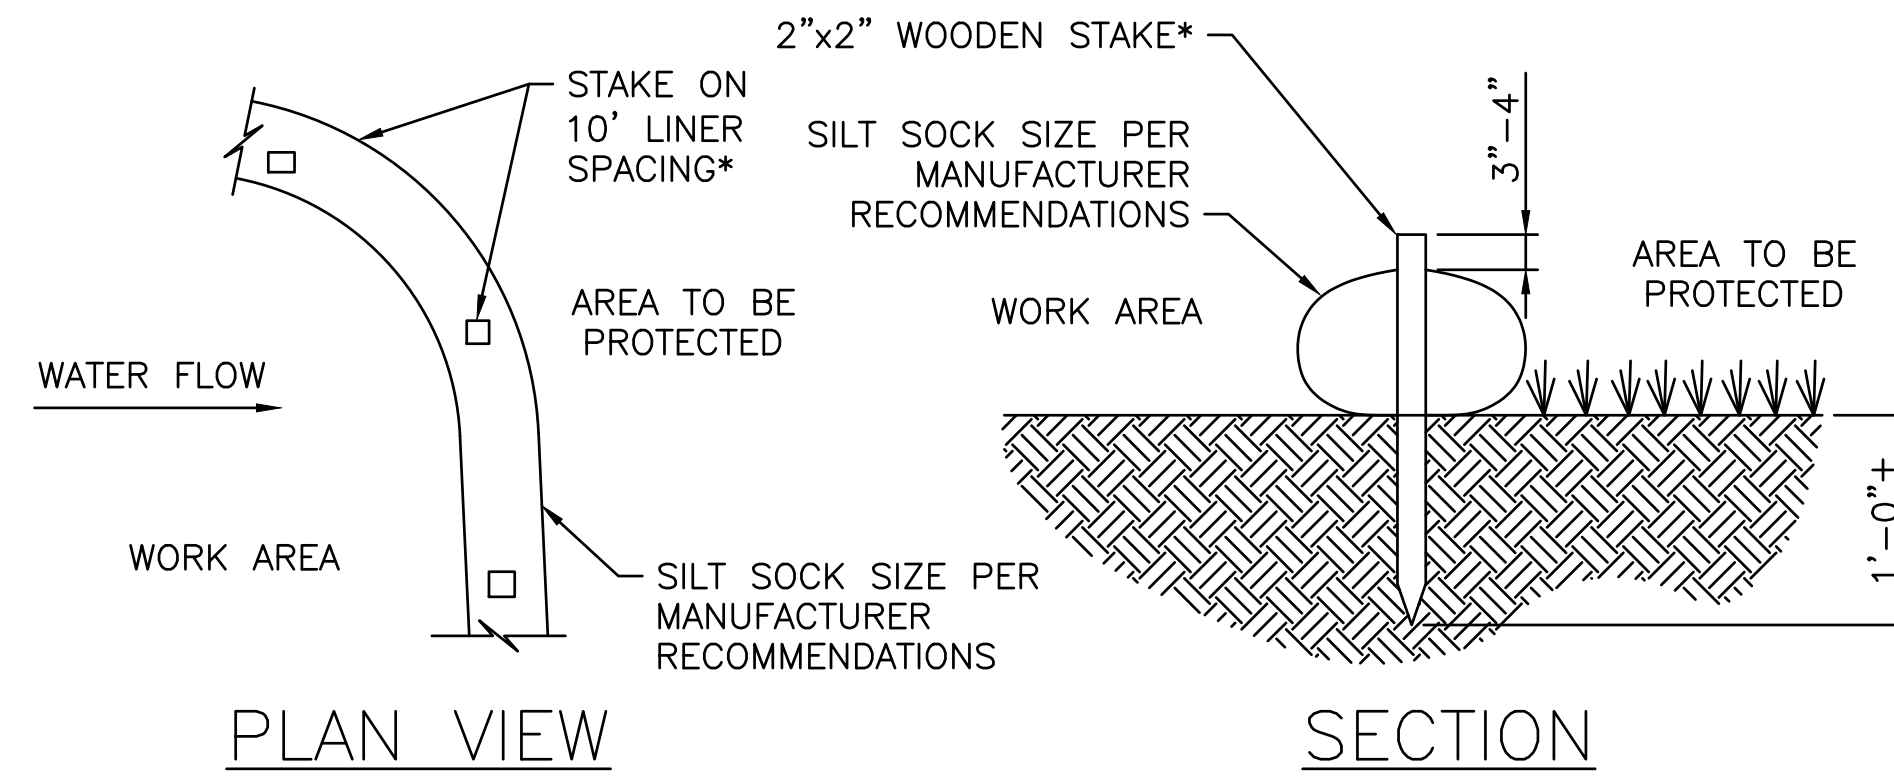 STAKE ON
10' LINER
SPACING*
AREA TO BE
PROTECTED
WATER FLOW
WORK AREA
SILT SOCK SIZE PER
MANUFACTURER
RECOMMENDATIONS
PLAN VIEW
2"x2" WOODEN STAKE*
SILT SOCK SIZE PER
MANUFACTURER
RECOMMENDATIONS
3"-4"
WORK AREA
AREA TO BE
PROTECTED
1'-0"+
SECTION